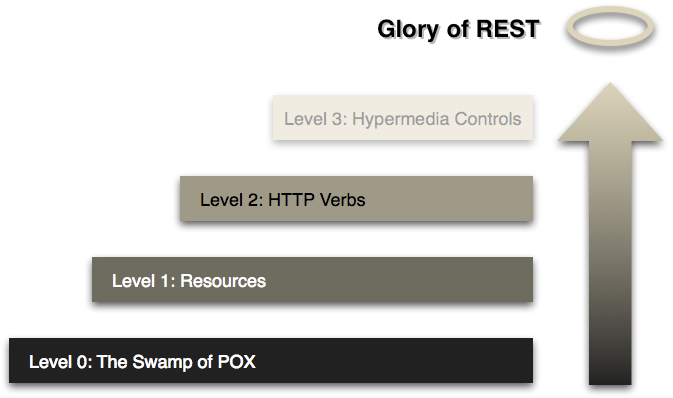 Glory of REST
Level 3: Hypermedia Controls
Level 2: HTTP Verbs
Level 1: Resources
Level 0: The Swamp of POX